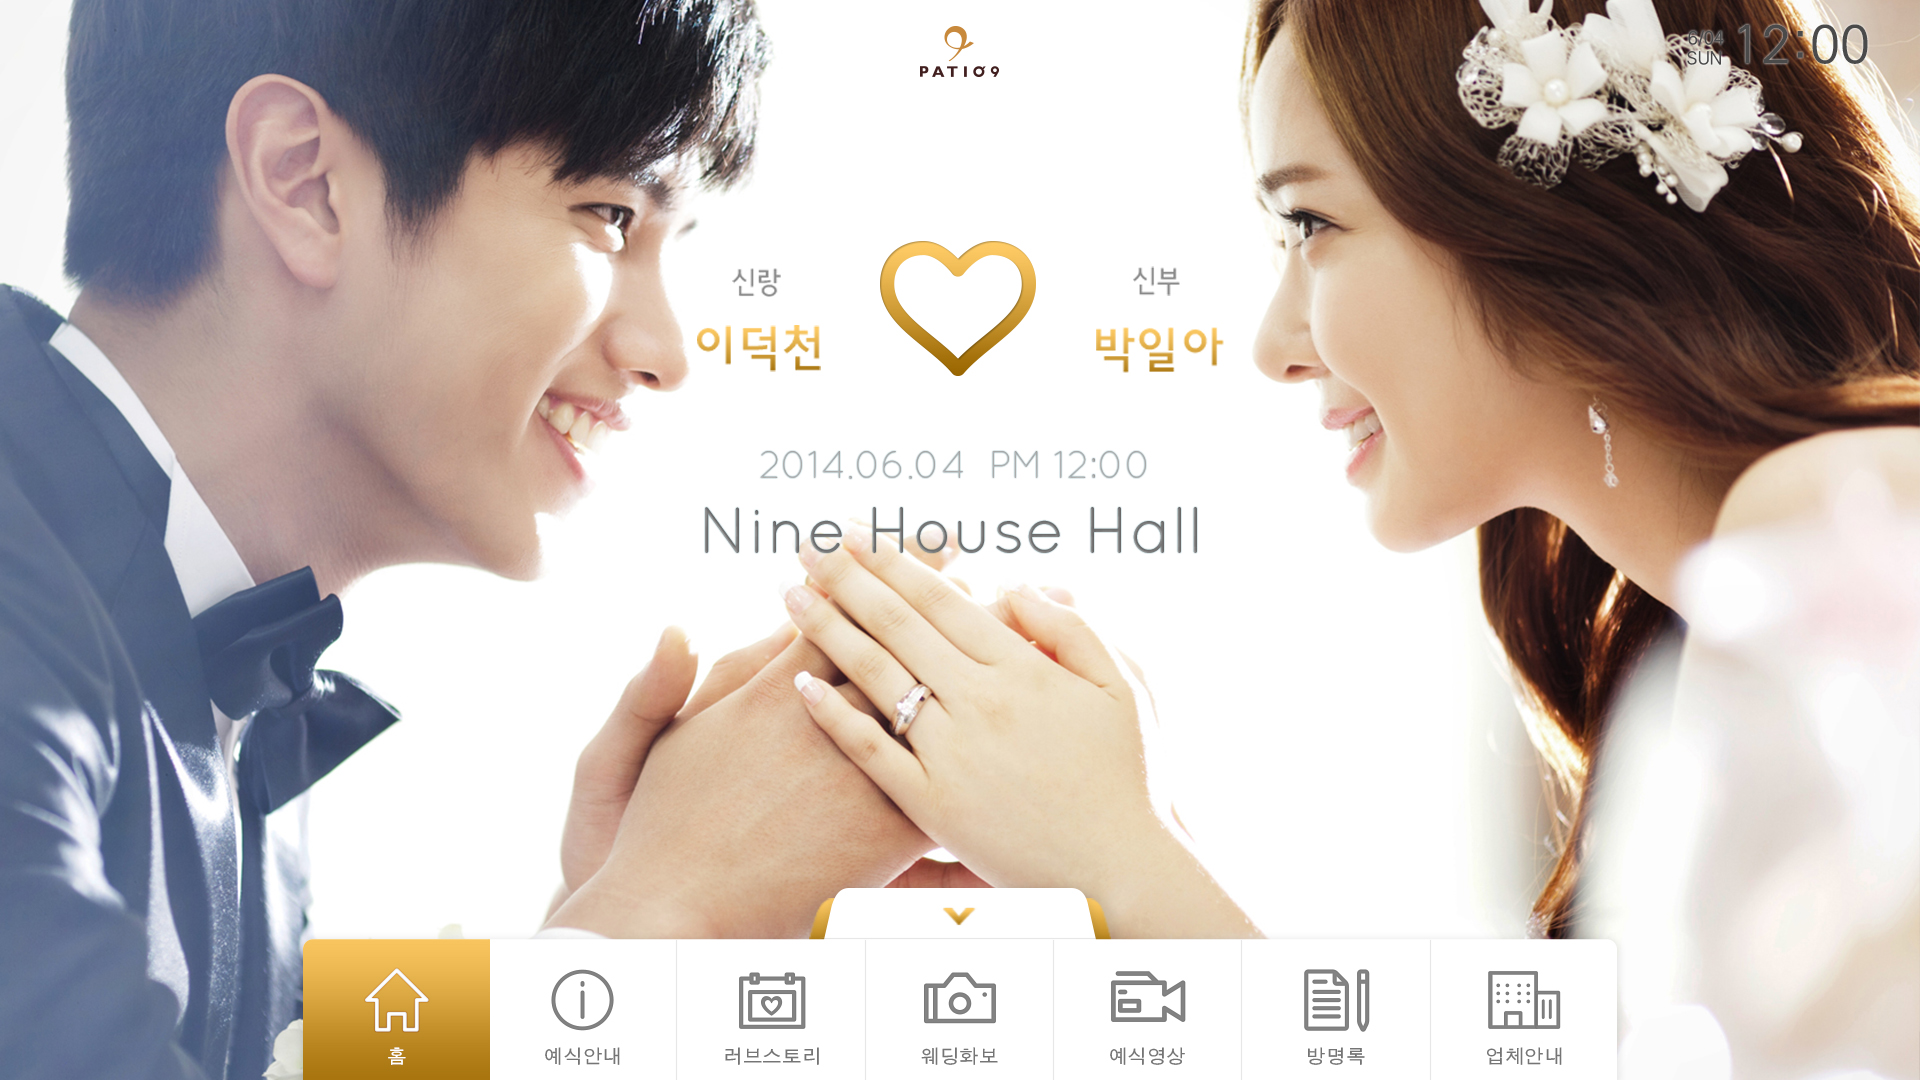 PATIO9
6/04
SUN
12:00
신랑
이덕천
신부
박일아
2014.06.04 PM 12:00
Nine House Hall
홈
예식안내
러브스토리
웨딩화보
예식영상
방명록
업체안내